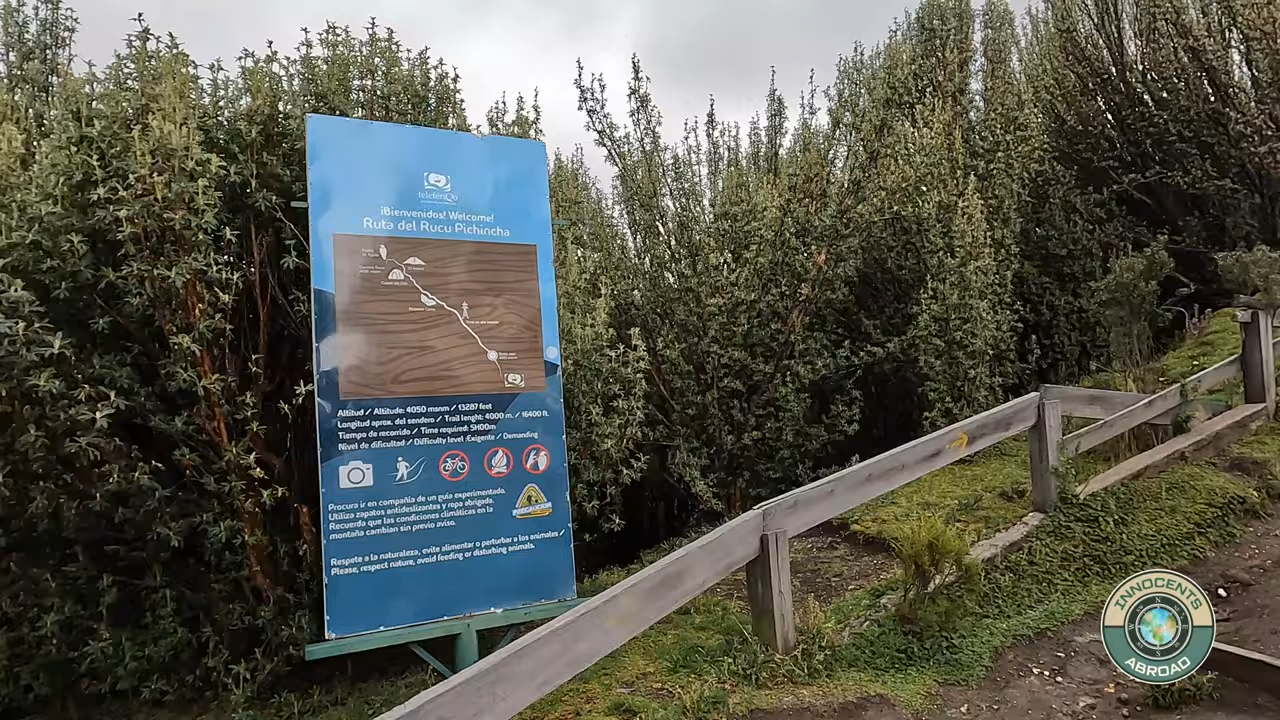 teleferiQo
¡Bienvenidos! Welcome!
Ruta del Rucu Pichincha
Altitud / Altitude: 4050 msnm / 13287 feet
Longitud aprox. del sendero / Trail lenght: 4000 m. / 16400 ft.
Tiempo de recorrido / Time required: 5H00m
Nivel de dificultad / Difficulty level :Exigente / Demanding
Procura ir en compañía de un guía experimentado.
Utiliza zapatos antideslizantes y ropa abrigada.
Recuerda que las condiciones climáticas en la
montaña cambian sin previo aviso.
PRECAUCIÓN
Respete a la naturaleza, evite alimentar o perturbar a los animales /
Please, respect nature, avoid feeding or disturbing animals.
INNOCENTS
ABROAD